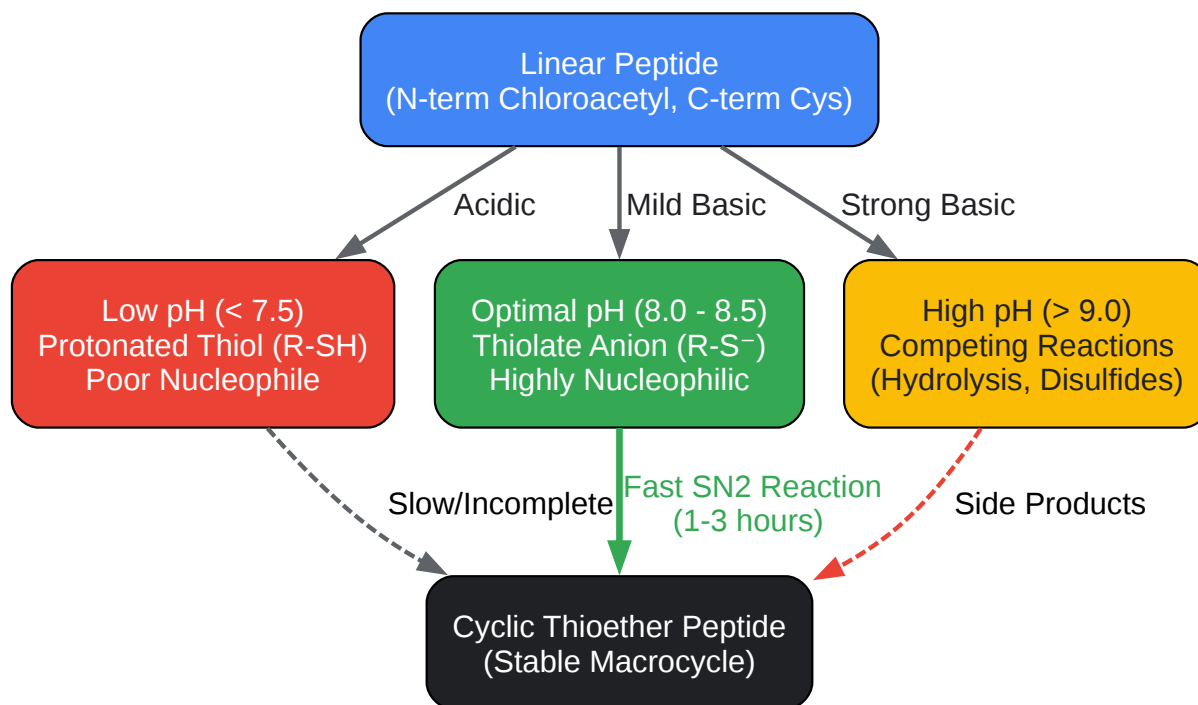 Linear Peptide
(N-term Chloroacetyl, C-term Cys)
Acidic
Mild Basic
Strong Basic
Low pH (< 7.5)
Protonated Thiol (R-SH)
Poor Nucleophile
Optimal pH (8.0 - 8.5)
Thiolate Anion (R-S⁻)
Highly Nucleophilic
High pH (> 9.0)
Competing Reactions
(Hydrolysis, Disulfides)
Slow/Incomplete
Fast SN2 Reaction
(1-3 hours)
Side Products
Cyclic Thioether Peptide
(Stable Macrocycle)